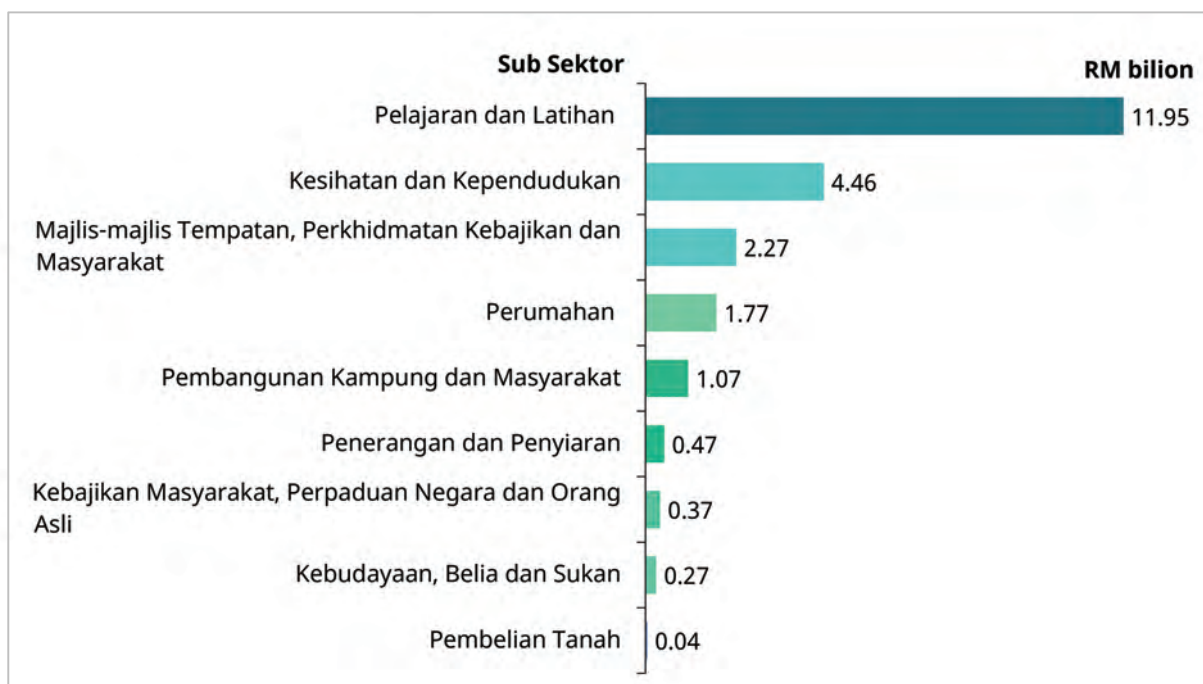 Sub Sektor RM bilion
Pelajaran dan Latihan 11.95
Kesihatan dan Kependudukan 4.46
Majlis-majlis Tempatan, Perkhidmatan Kebajikan dan
Masyarakat 2.27
Perumahan 1.77
Pembangunan Kampung dan Masyarakat 1.07
Penerangan dan Penyiaran 0.47
Kebajikan Masyarakat, Perpaduan Negara dan Orang
Asli 0.37
Kebudayaan, Belia dan Sukan 0.27
Pembelian Tanah 0.04